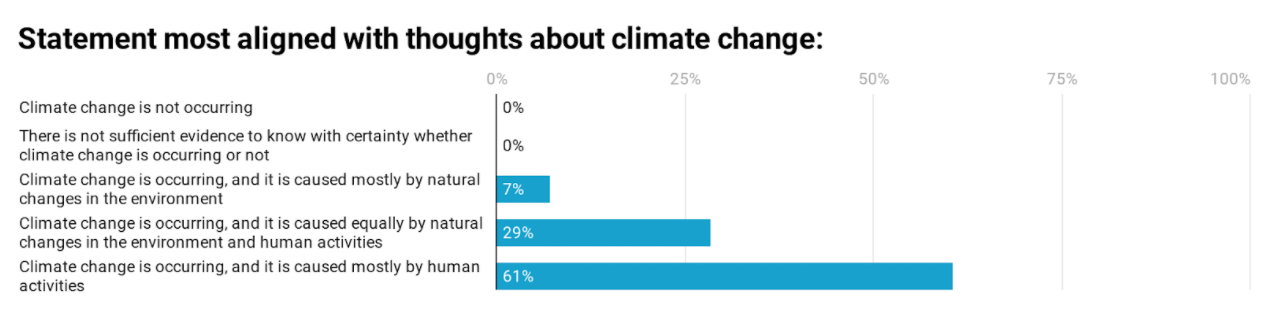 Statement most aligned with thoughts about climate change:
0% 25% 50% 75% 100%
Climate change is not occurring 0%
There is not sufficient evidence to know with certainty whether
climate change is occurring or not 0%
Climate change is occurring, and it is caused mostly by natural
changes in the environment 7%
Climate change is occurring, and it is caused equally by natural
changes in the environment and human activities 29%
Climate change is occurring, and it is caused mostly by human
activities 61%